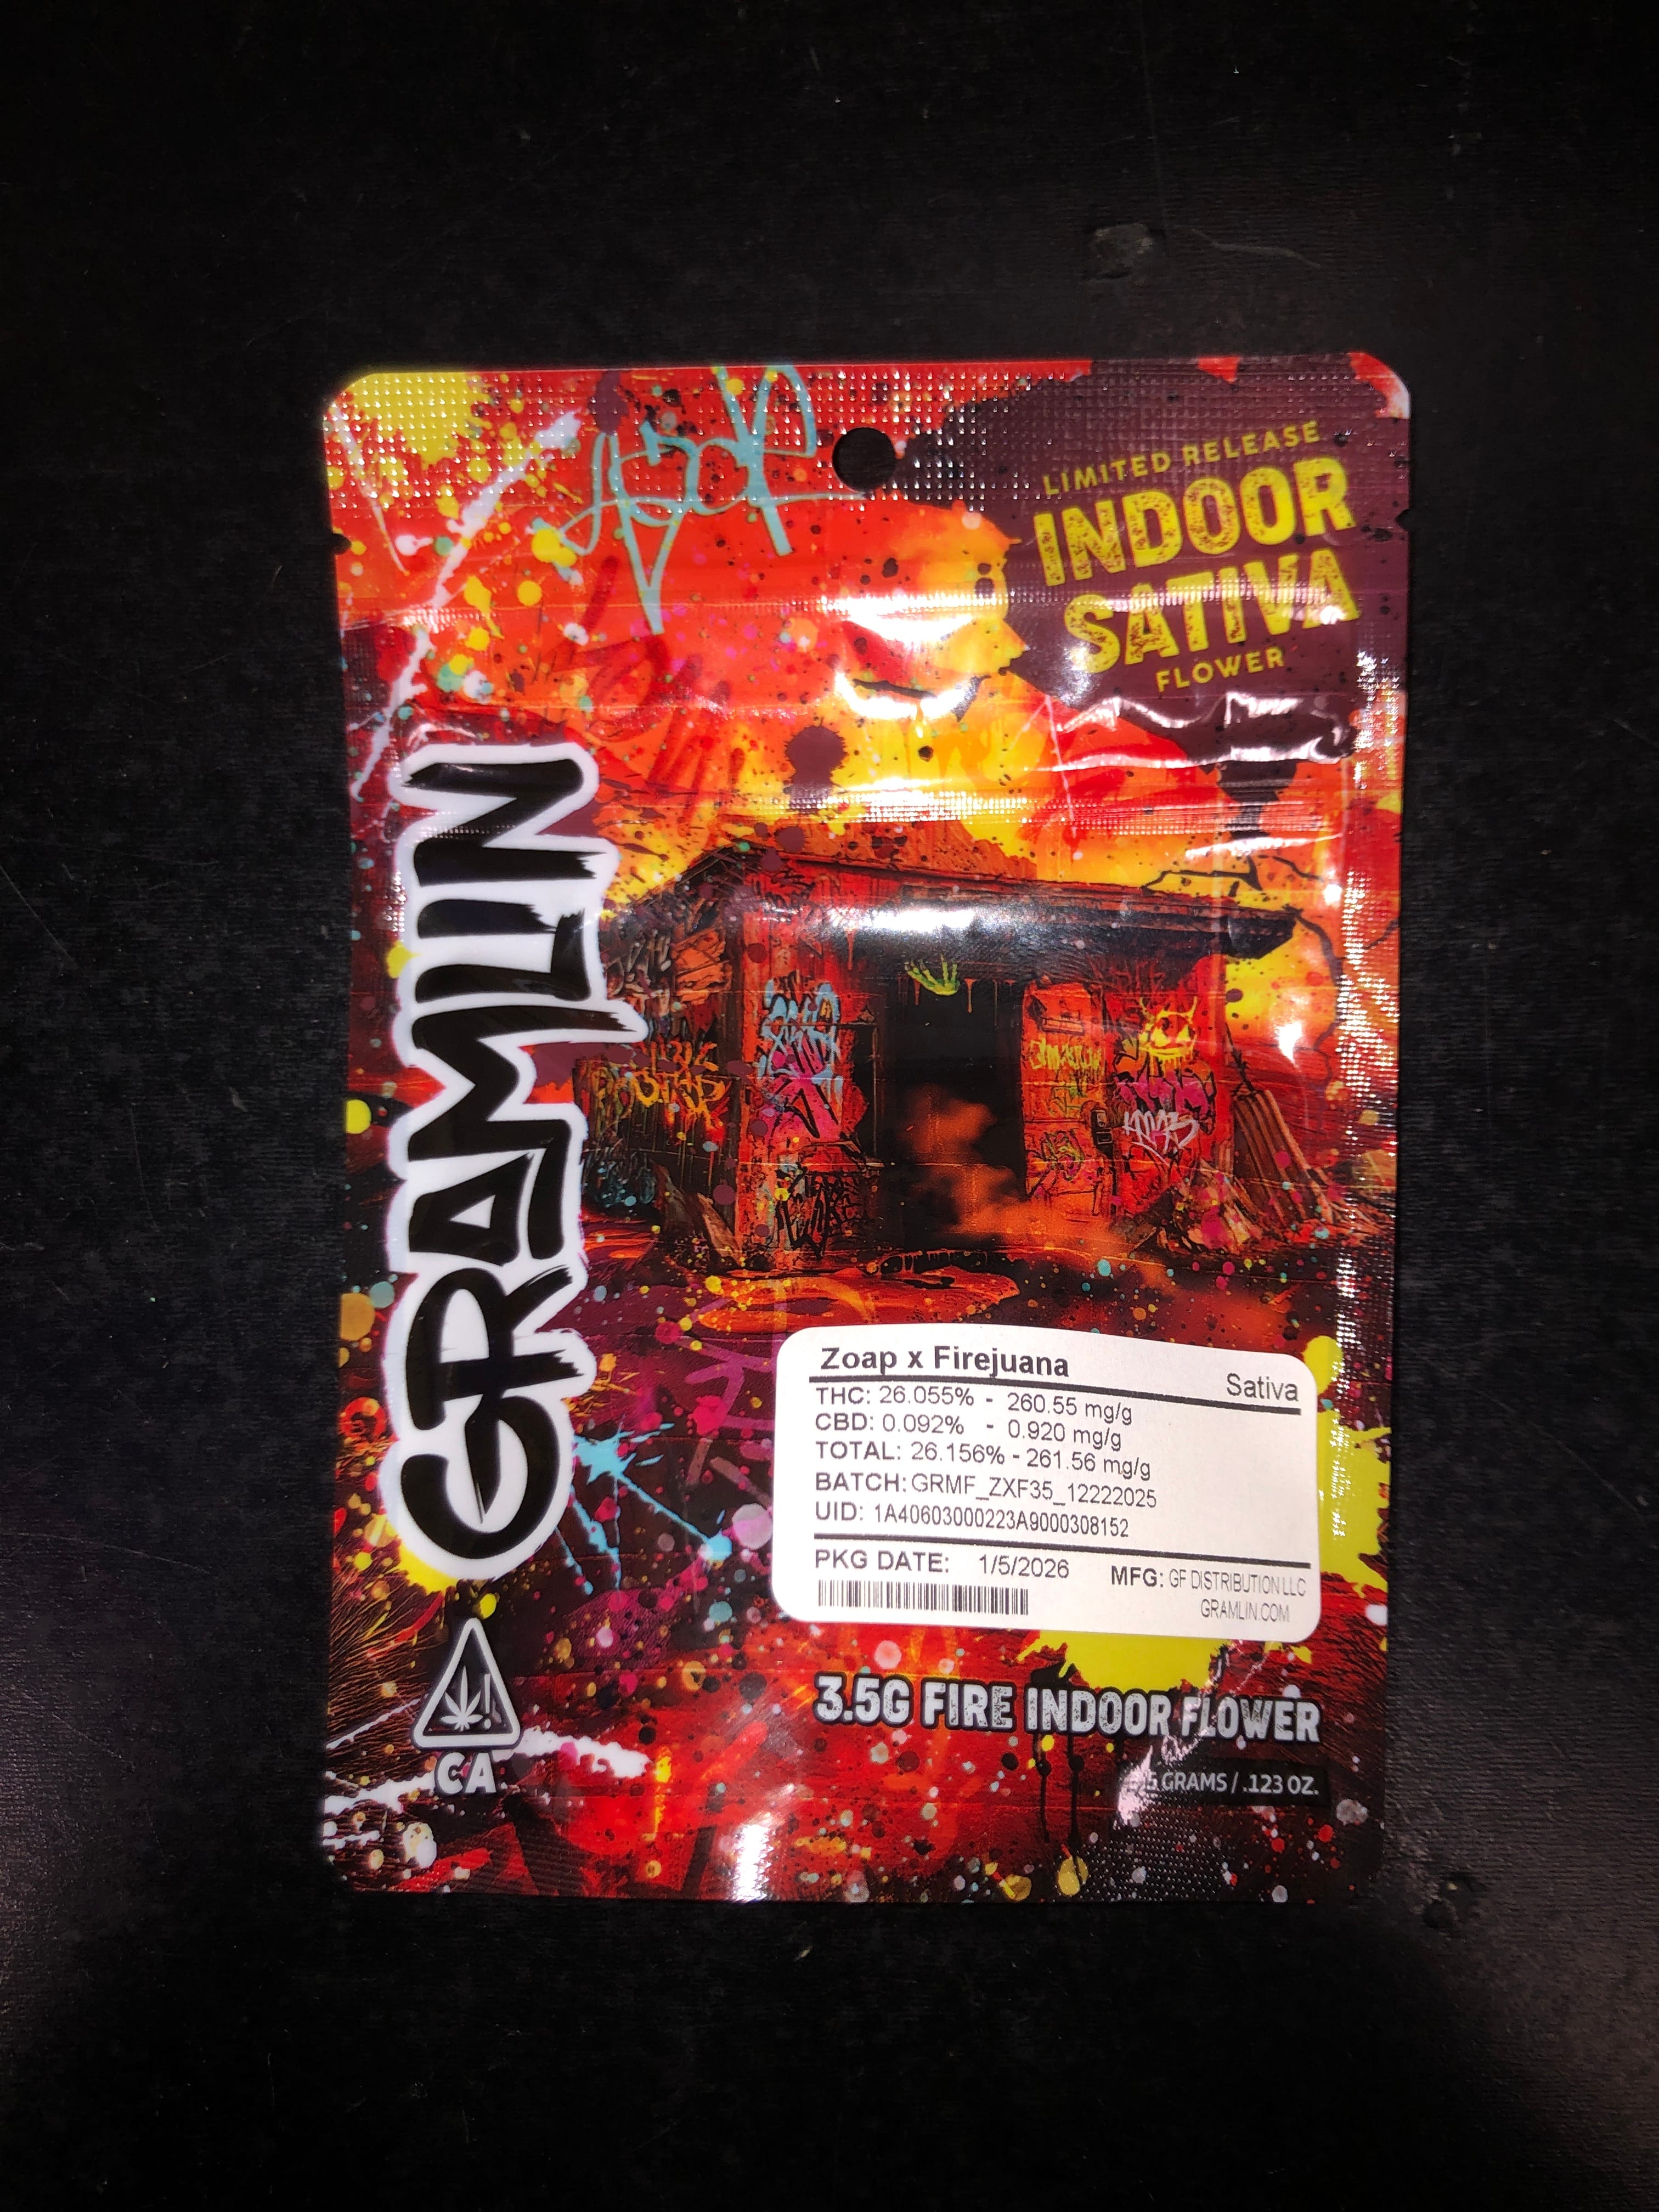 LIMITED RELEASE
INDOOR
SATIVA
FLOWER
GRAMLIN
Zoap x Firejuana
Sativa
THC: 26.055% - 260.55 mg/g
CBD: 0.092% - 0.920 mg/g
TOTAL: 26.156% - 261.56 mg/g
BATCH: GRMF_ZXF35_12222025
UID: 1A40603000223A9000308152
PKG DATE: 1/5/2026
MFG: GF DISTRIBUTION LLC
GRAMLIN.COM
CA
3.5G FIRE INDOOR FLOWER
GRAMS / .123 OZ.